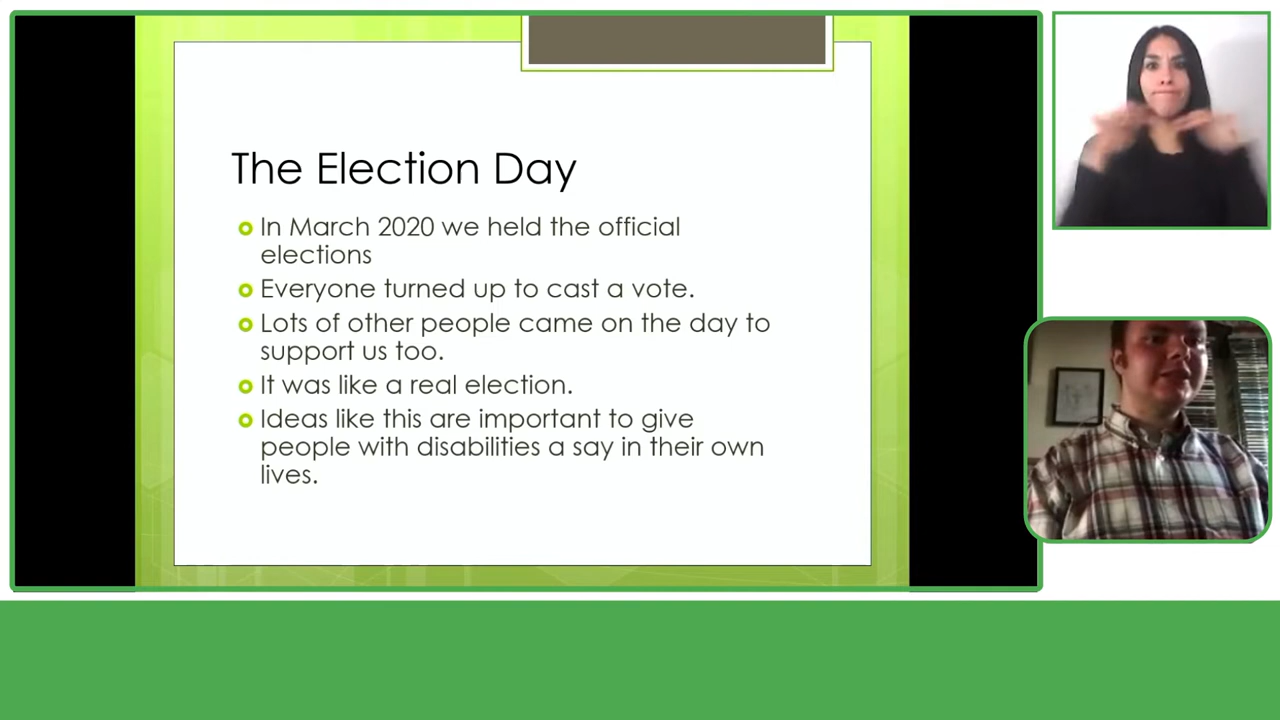 The Election Day
In March 2020 we held the official
elections
Everyone turned up to cast a vote.
Lots of other people came on the day to
support us too.
It was like a real election.
Ideas like this are important to give
people with disabilities a say in their own
lives.